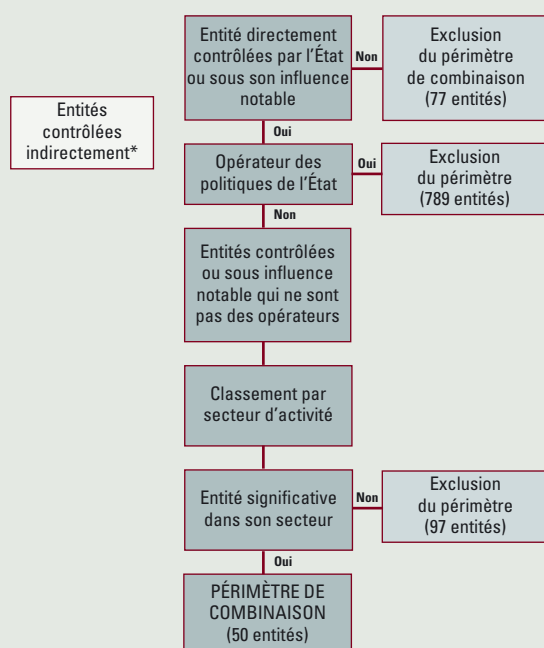 Entité directement
contrôlées par l'État
ou sous son influence
notable
Non
Exclusion
du périmètre
de combinaison
(77 entités)
Entités
contrôlées
indirectement*
Oui
Opérateur des
politiques de l'État
Oui
Exclusion
du périmètre
(789 entités)
Non
Entités contrôlées
ou sous influence
notable qui ne sont
pas des opérateurs
Classement par
secteur d'activité
Entité significative
dans son secteur
Non
Exclusion
du périmètre
(97 entités)
Oui
PÉRIMÈTRE DE
COMBINAISON
(50 entités)